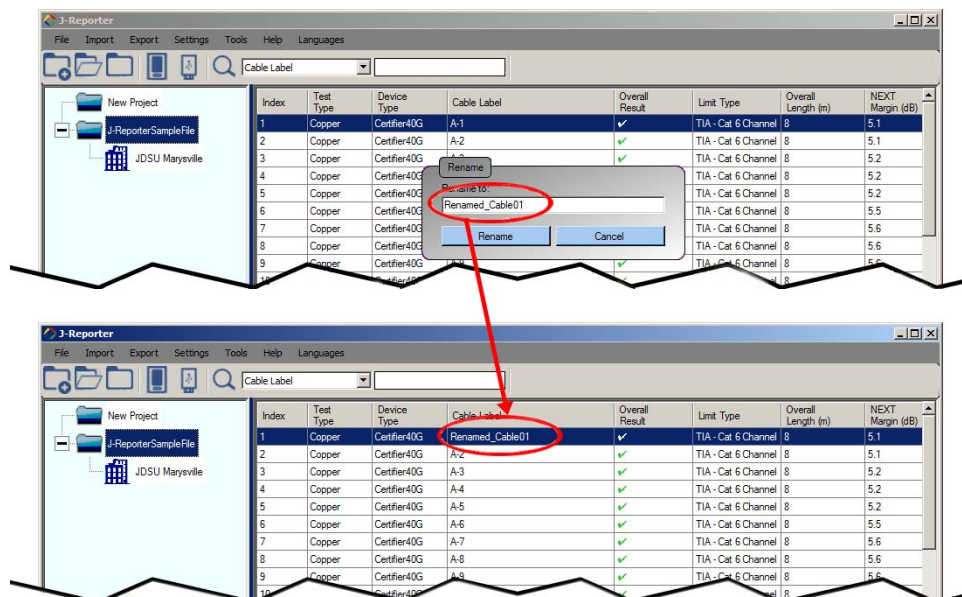 J-Reporter
File Import Export Settings Tools Help Languages
Cable Label
New Project
J-ReporterSampleFile
JDSU Marysville
Index Test Type Device Type Cable Label Overall Result Limit Type Overall Length (m) NEXT Margin (dB)
1 Copper Certifier40G A-1 ✔ TIA - Cat 6 Channel 8 5.1
2 Copper Certifier40G A-2 ✔ TIA - Cat 6 Channel 8 5.1
3 Copper Certifier40G ✔ TIA - Cat 6 Channel 8 5.2
4 Copper Certifier40G TIA - Cat 6 Channel 8 5.2
5 Copper Certifier40G TIA - Cat 6 Channel 8 5.2
6 Copper Certifier40G TIA - Cat 6 Channel 8 5.5
7 Copper Certifier40G TIA - Cat 6 Channel 8 5.6
8 Copper Certifier40G TIA - Cat 6 Channel 8 5.6
9 Copper Certifier40G A-9 ✔ TIA - Cat 6 Channel 8
Rename
Rename to:
Renamed_Cable01
Rename Cancel
J-Reporter
File Import Export Settings Tools Help Languages
Cable Label
New Project
J-ReporterSampleFile
JDSU Marysville
Index Test Type Device Type Cable Label Overall Result Limit Type Overall Length (m) NEXT Margin (dB)
1 Copper Certifier40G Renamed_Cable01 ✔ TIA - Cat 6 Channel 8 5.1
2 Copper Certifier40G A-2 ✔ TIA - Cat 6 Channel 8 5.1
3 Copper Certifier40G A-3 ✔ TIA - Cat 6 Channel 8 5.2
4 Copper Certifier40G A-4 ✔ TIA - Cat 6 Channel 8 5.2
5 Copper Certifier40G A-5 ✔ TIA - Cat 6 Channel 8 5.2
6 Copper Certifier40G A-6 ✔ TIA - Cat 6 Channel 8 5.5
7 Copper Certifier40G A-7 ✔ TIA - Cat 6 Channel 8 5.6
8 Copper Certifier40G A-8 ✔ TIA - Cat 6 Channel 8 5.6
9 Copper Certifier40G A-9 ✔ TIA - Cat 6 Channel 8 5.6